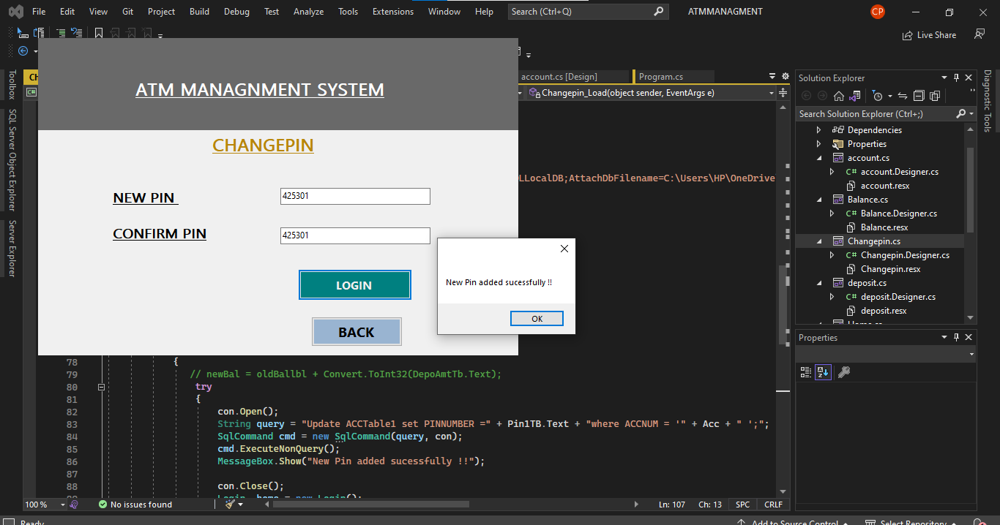 File Edit View Git Project Build Debug Test Analyze Tools Extensions Window Help Search (Ctrl+Q) ATMMANAGMENT CP
Live Share
ATM MANAGNMENT SYSTEM
CHANGEPIN
NEW PIN 425301
CONFIRM PIN 425301
LOGIN
BACK
New Pin added sucessfully !!
OK
Toolbox
SQL Server Object Explorer
Server Explorer
Ch account.cs [Design] Program.cs
C# Changepin_Load(object sender, EventArgs e)
LLocalDB;AttachDbFilename=C:\Users\HP\OneDrive
78 {
79 // newBal = oldBallbl + Convert.ToInt32(DepoAmtTb.Text);
80 try
81 {
82 con.Open();
83 String query = "Update ACCTable1 set PINNUMBER =" + Pin1TB.Text + "where ACCNUM = '" + Acc + " ';";
84 SqlCommand cmd = new SqlCommand(query, con);
85 cmd.ExecuteNonQuery();
86 MessageBox.Show("New Pin added sucessfully !!");
87
88 con.Close();
Login home = new Login();
100 % No issues found Ln: 107 Ch: 13 SPC CRLF
Solution Explorer
Search Solution Explorer (Ctrl+;)
Dependencies
Properties
account.cs
C# account.Designer.cs
account.resx
Balance.cs
C# Balance.Designer.cs
Balance.resx
Changepin.cs
C# Changepin.Designer.cs
Changepin.resx
deposit.cs
C# deposit.Designer.cs
deposit.resx
Home.cs
Properties
Diagnostic Tools
Ready Add to Source Control Select Repository